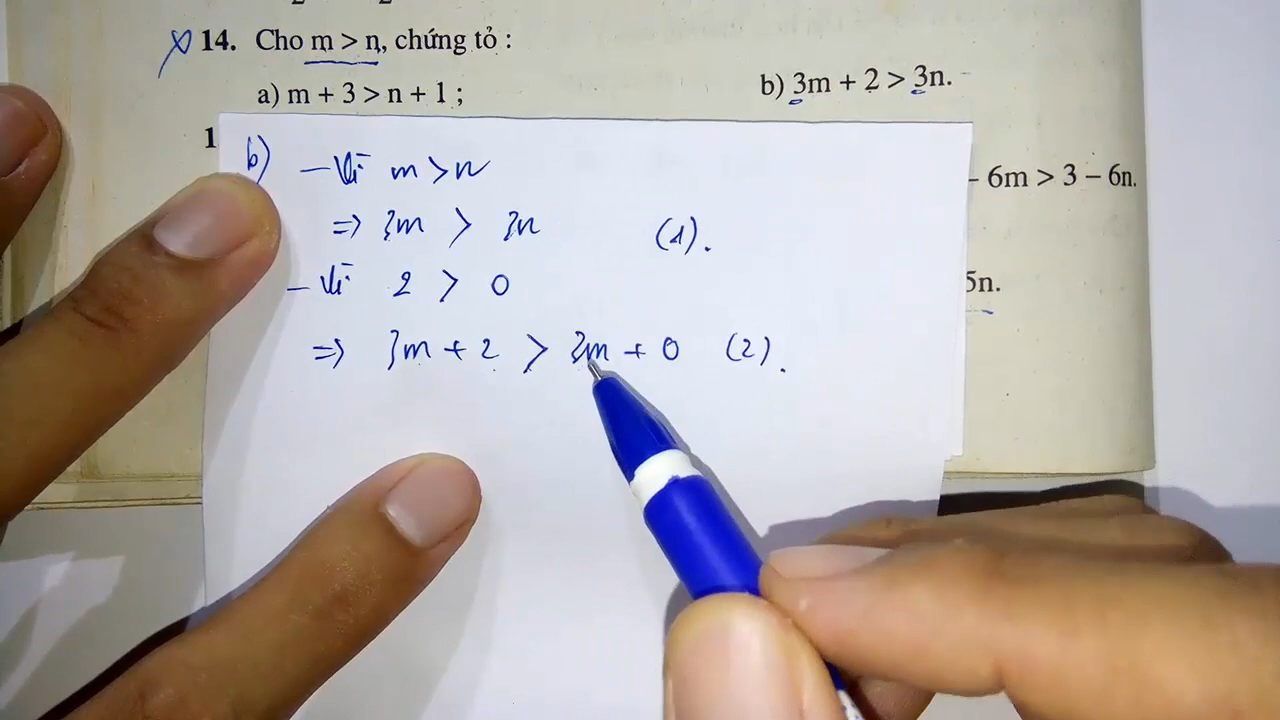 14. Cho m > n, chứng tỏ :
a) m + 3 > n + 1 ;
b) 3m + 2 > 3n.
1
– 6m > 3 – 6n.
5n.
b) – Vì m > n
=> 3m > 3n (1).
– Vì 2 > 0
=> 3m + 2 > 3m + 0 (2).